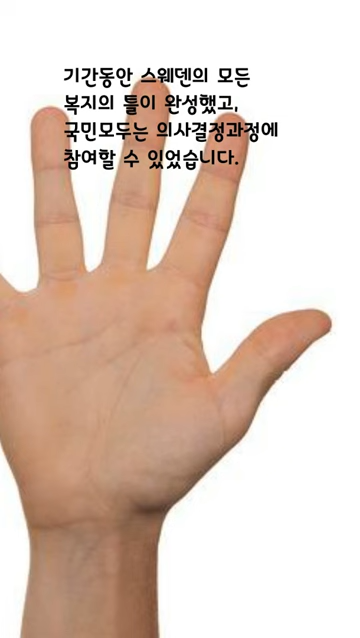 기간동안 스웨덴의 모든
복지의 틀이 완성했고,
국민모두는 의사결정과정에
참여할 수 있었습니다.